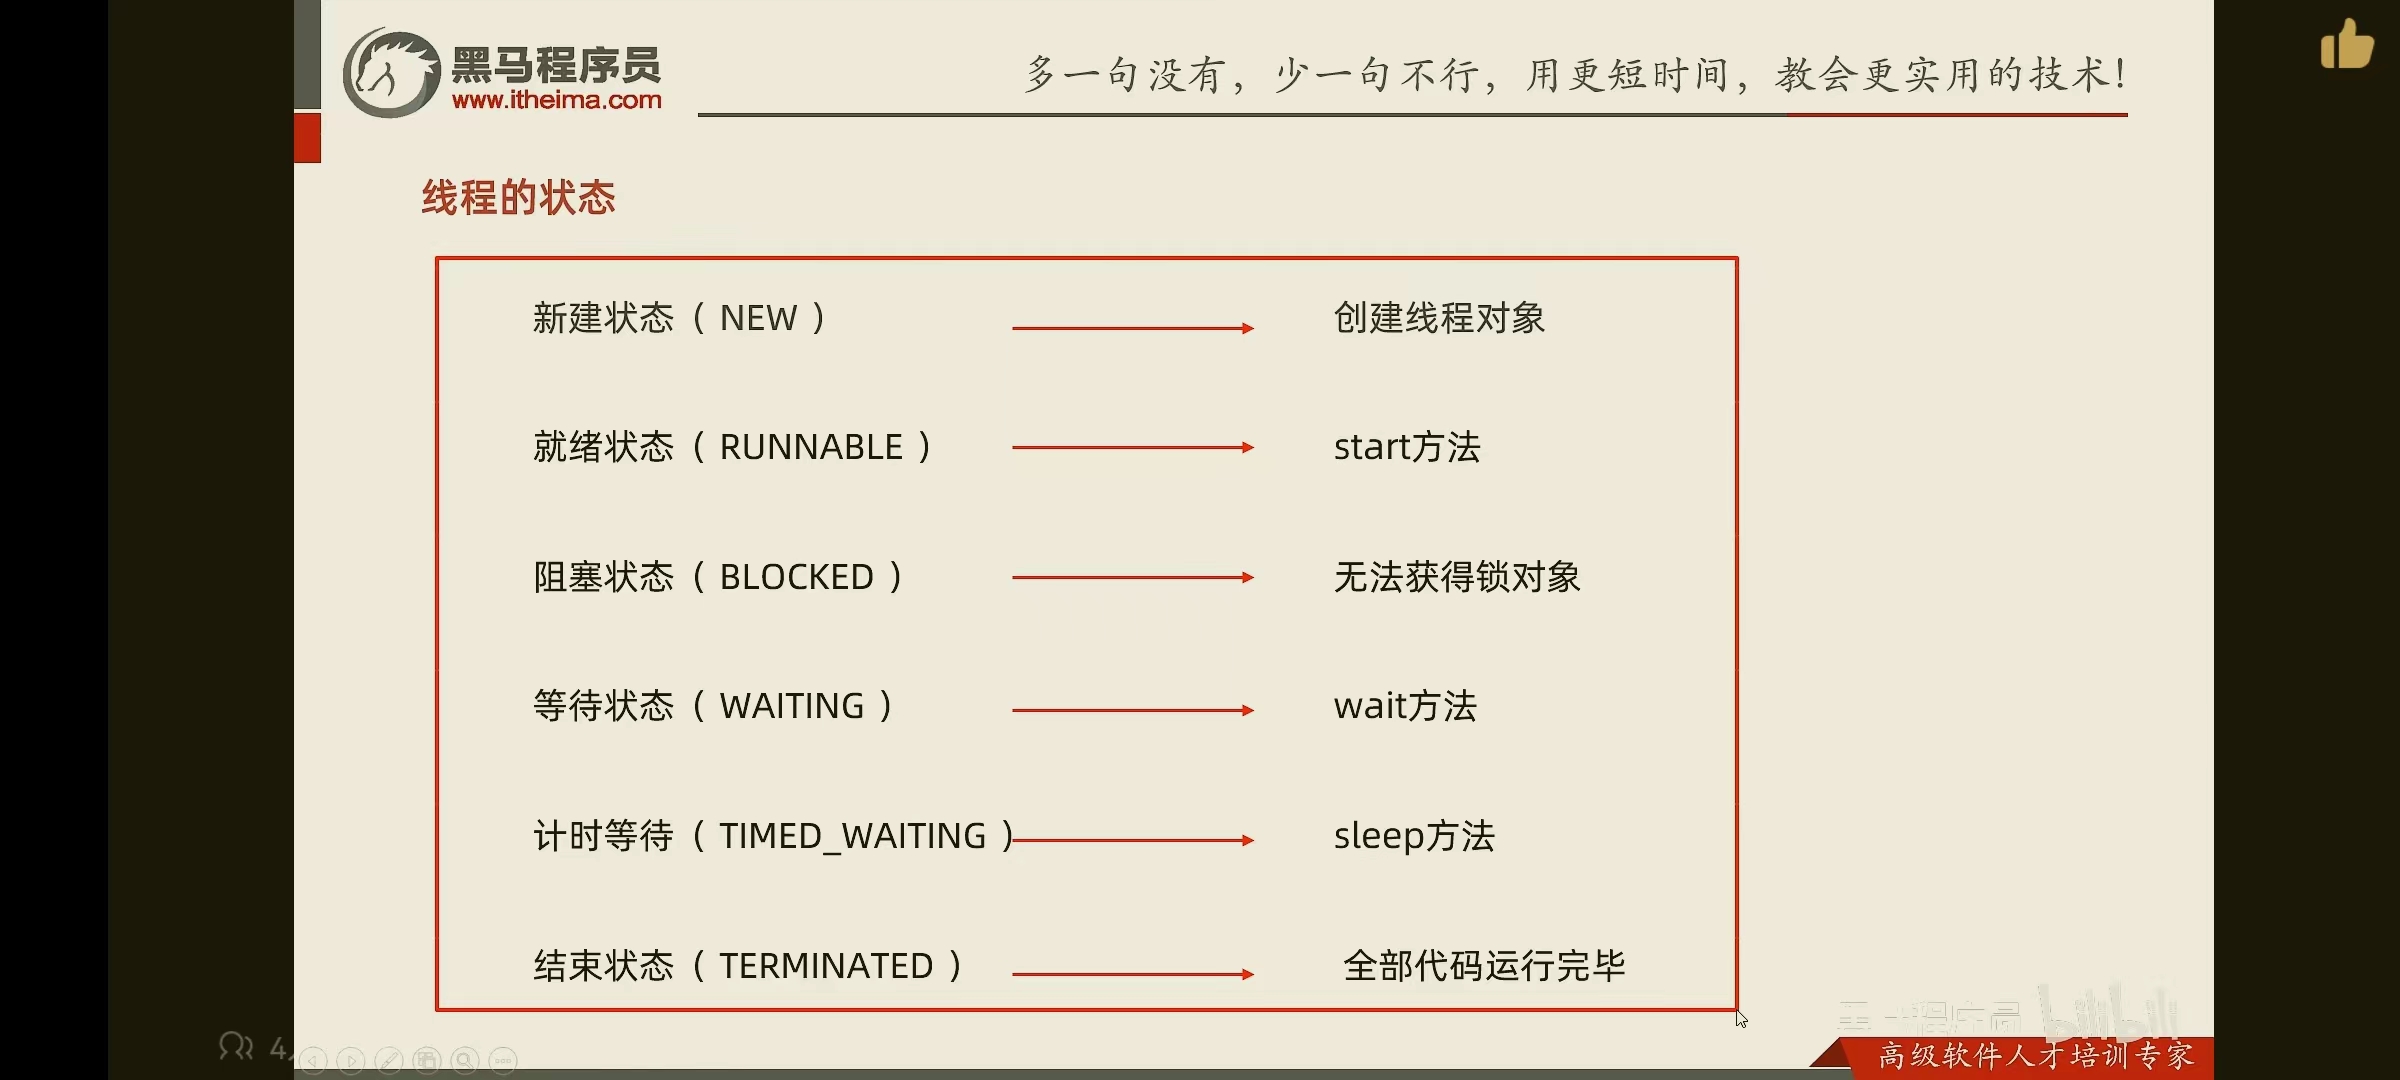 黑马程序员
www.itheima.com
多一句没有，少一句不行，用更短时间，教会更实用的技术！
线程的状态
新建状态（ NEW ） 创建线程对象
就绪状态（ RUNNABLE ） start方法
阻塞状态（ BLOCKED ） 无法获得锁对象
等待状态（ WAITING ） wait方法
计时等待（ TIMED_WAITING ） sleep方法
结束状态（ TERMINATED ） 全部代码运行完毕
bilibili
高级软件人才培训专家